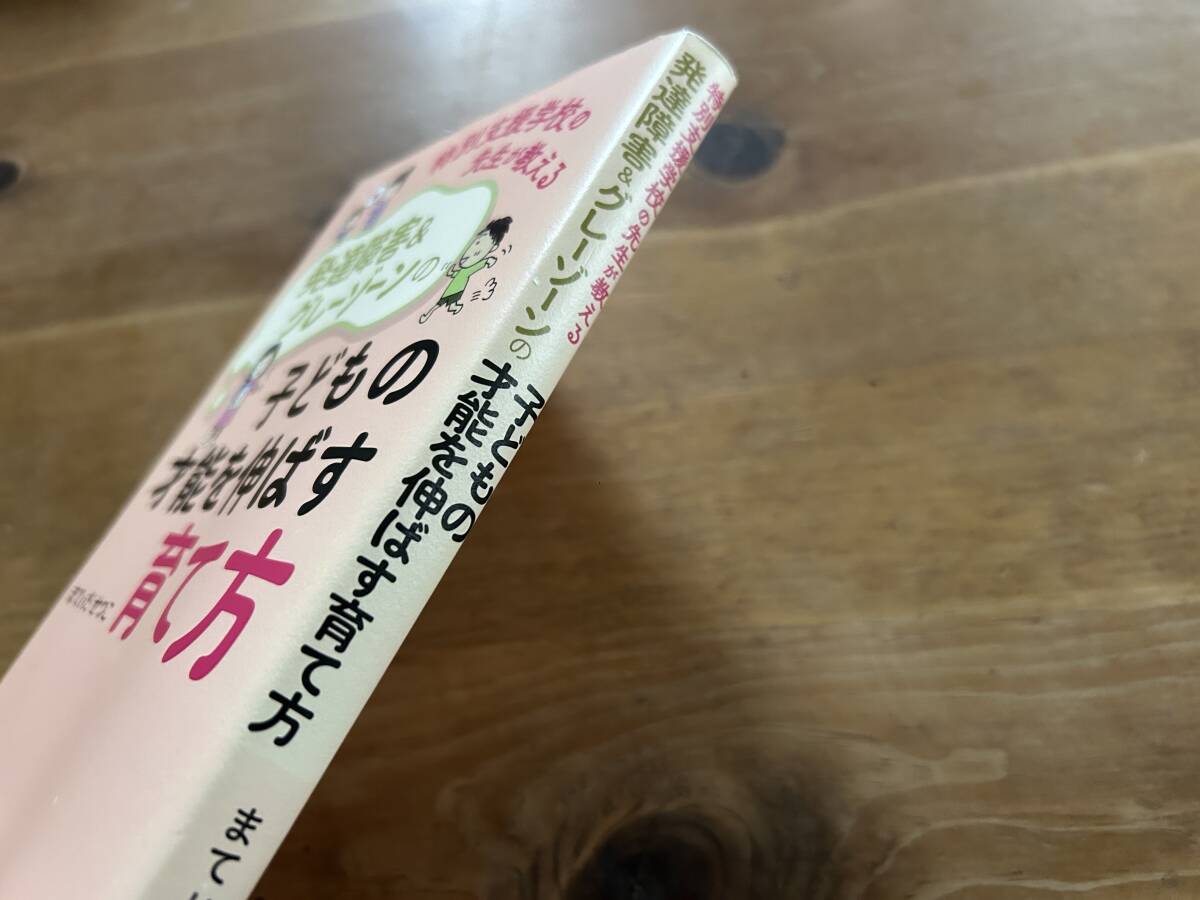 特別支援学校の
先生が教える
発達障害&
グレーゾーンの
子どもの
才能を伸ばす
育て方
特別支援学校の先生が教える
発達障害&グレーゾーンの
子どもの
才能を伸ばす育て方
まて